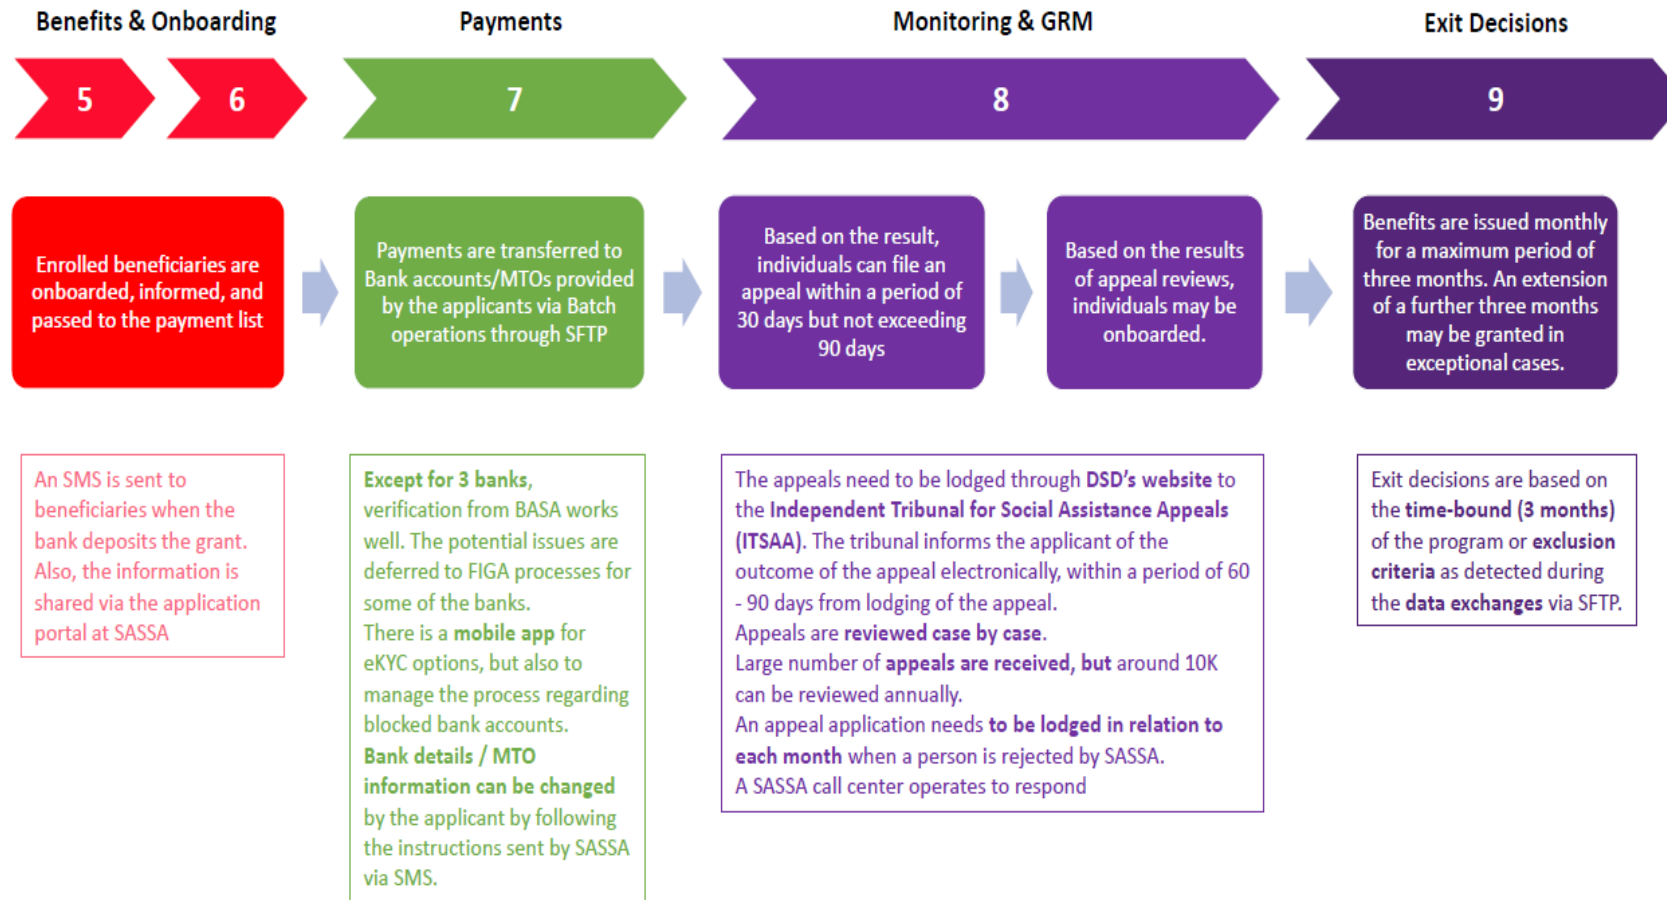 Benefits & Onboarding
Payments
Monitoring & GRM
Exit Decisions
5
6
7
8
9
Enrolled beneficiaries are
onboarded, informed, and
passed to the payment list
Payments are transferred to
Bank accounts/MTOs provided
by the applicants via Batch
operations through SFTP
Based on the result,
individuals can file an
appeal within a period of
30 days but not exceeding
90 days
Based on the results
of appeal reviews,
individuals may be
onboarded.
Benefits are issued monthly
for a maximum period of
three months. An extension
of a further three months
may be granted in
exceptional cases.
An SMS is sent to
beneficiaries when the
bank deposits the grant.
Also, the information is
shared via the application
portal at SASSA
Except for 3 banks,
verification from BASA works
well. The potential issues are
deferred to FIGA processes for
some of the banks.
There is a mobile app for
eKYC options, but also to
manage the process regarding
blocked bank accounts.
Bank details / MTO
information can be changed
by the applicant by following
the instructions sent by SASSA
via SMS.
The appeals need to be lodged through DSD's website to
the Independent Tribunal for Social Assistance Appeals
(ITSAA). The tribunal informs the applicant of the
outcome of the appeal electronically, within a period of 60
- 90 days from lodging of the appeal.
Appeals are reviewed case by case.
Large number of appeals are received, but around 10K
can be reviewed annually.
An appeal application needs to be lodged in relation to
each month when a person is rejected by SASSA.
A SASSA call center operates to respond
Exit decisions are based on
the time-bound (3 months)
of the program or exclusion
criteria as detected during
the data exchanges via SFTP.